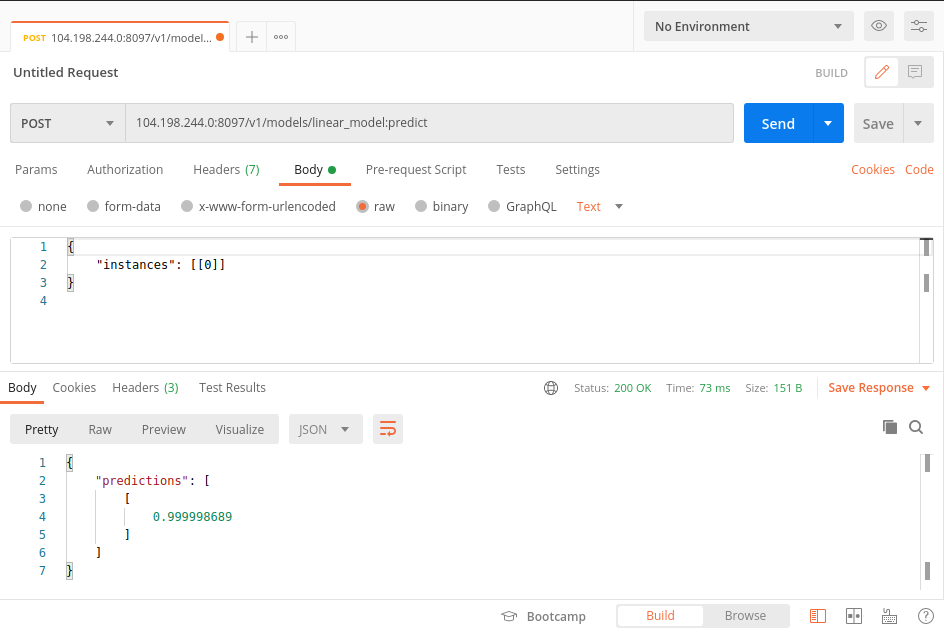 POST 104.198.244.0:8097/v1/model...
No Environment
Untitled Request
BUILD
POST 104.198.244.0:8097/v1/models/linear_model:predict Send Save
Params Authorization Headers (7) Body Pre-request Script Tests Settings Cookies Code
none form-data x-www-form-urlencoded raw binary GraphQL Text
1 {
2 "instances": [[0]]
3 }
4
Body Cookies Headers (3) Test Results Status: 200 OK Time: 73 ms Size: 151 B Save Response
Pretty Raw Preview Visualize JSON
1 {
2 "predictions": [
3 [
4 0.999998689
5 ]
6 ]
7 }
Bootcamp Build Browse